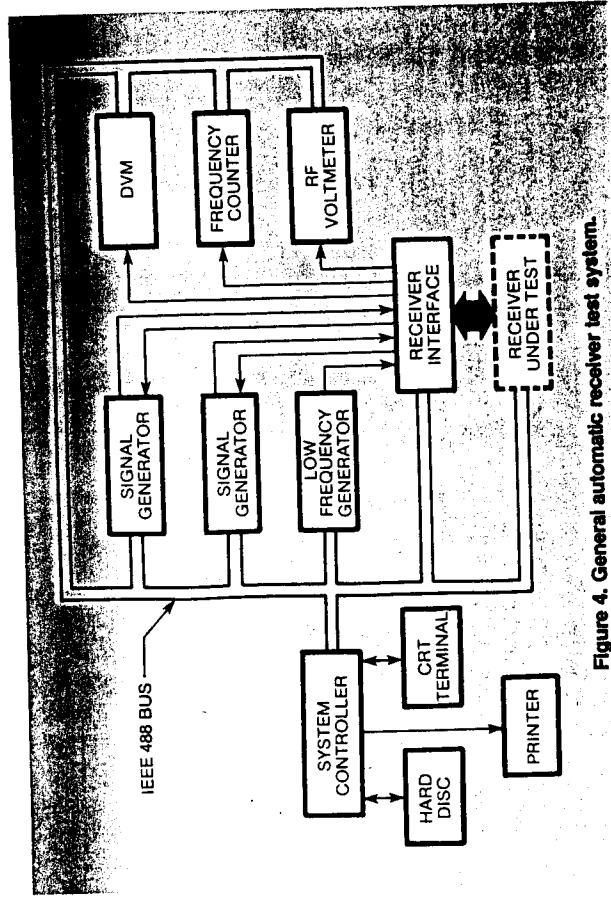 IEEE 488 BUS
SYSTEM
CONTROLLER
HARD
DISC
CRT
TERMINAL
PRINTER
SIGNAL
GENERATOR
SIGNAL
GENERATOR
LOW
FREQUENCY
GENERATOR
DVM
FREQUENCY
COUNTER
RF
VOLTMETER
RECEIVER
INTERFACE
RECEIVER
UNDER TEST
Figure 4. General automatic receiver test system.